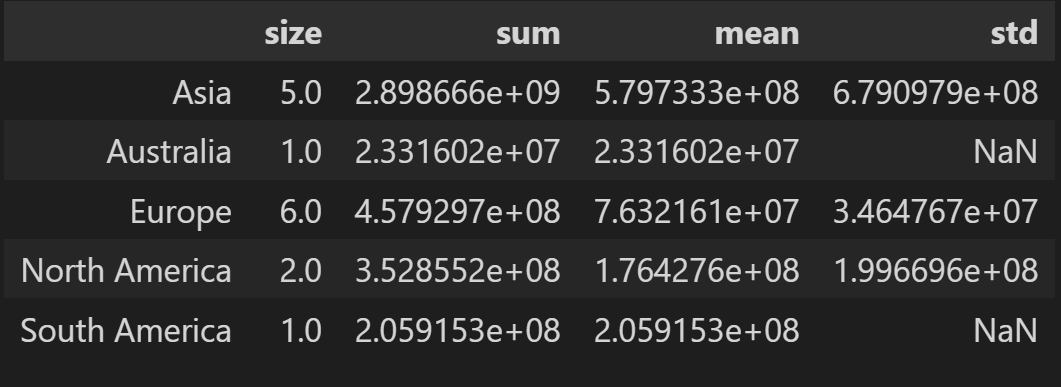 size sum mean std
Asia 5.0 2.898666e+09 5.797333e+08 6.790979e+08
Australia 1.0 2.331602e+07 2.331602e+07 NaN
Europe 6.0 4.579297e+08 7.632161e+07 3.464767e+07
North America 2.0 3.528552e+08 1.764276e+08 1.996696e+08
South America 1.0 2.059153e+08 2.059153e+08 NaN